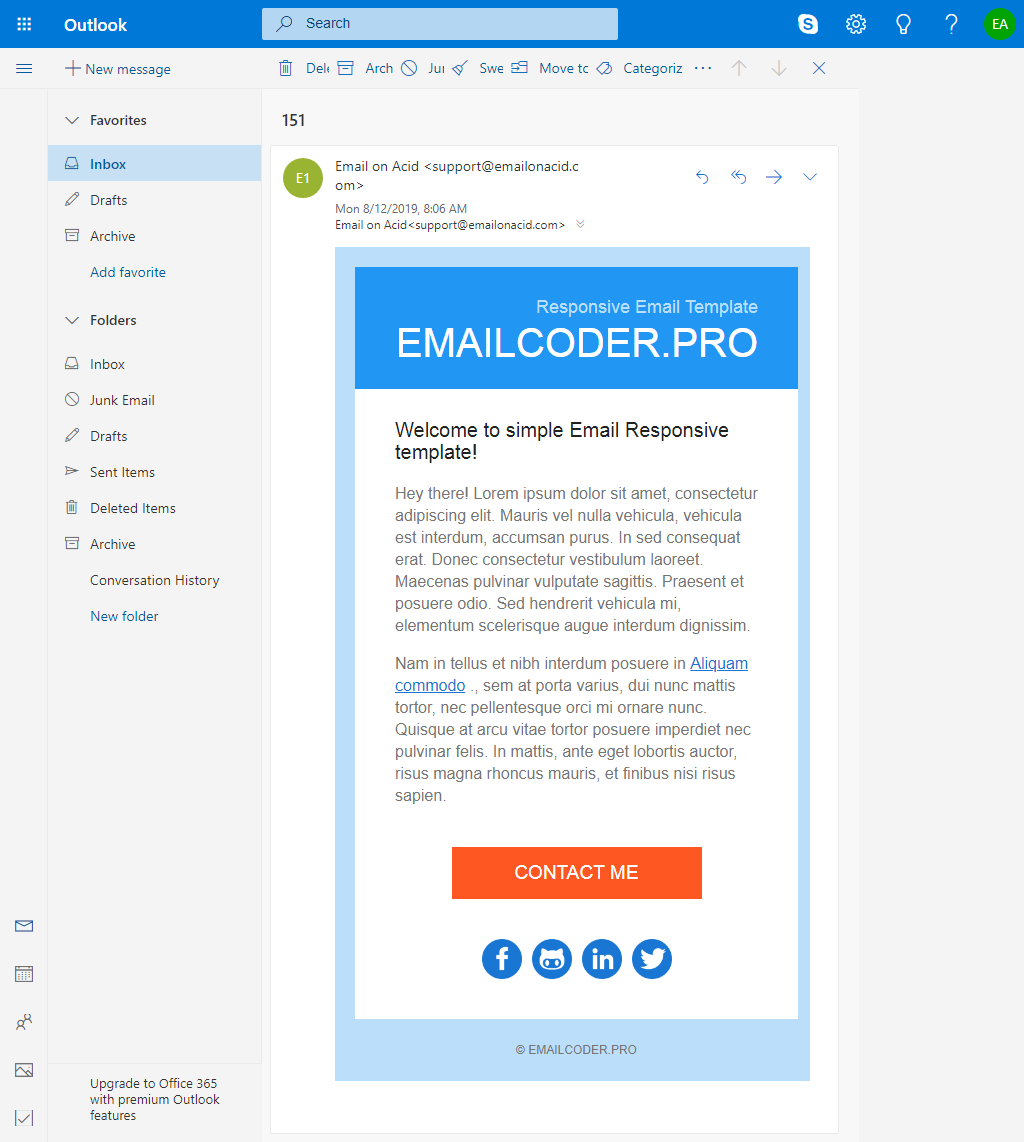 Outlook
Search
EA
New message
Dele
Arch
Jur
Swe
Move to
Categoriz
Favorites
Inbox
Drafts
Archive
Add favorite
Folders
Inbox
Junk Email
Drafts
Sent Items
Deleted Items
Archive
Conversation History
New folder
Upgrade to Office 365
with premium Outlook
features
151
E1
Email on Acid <support@emailonacid.c
om>
Mon 8/12/2019, 8:06 AM
Email on Acid<support@emailonacid.com>
Responsive Email Template
EMAILCODER.PRO
Welcome to simple Email Responsive
template!
Hey there! Lorem ipsum dolor sit amet, consectetur
adipiscing elit. Mauris vel nulla vehicula, vehicula
est interdum, accumsan purus. In sed consequat
erat. Donec consectetur vestibulum laoreet.
Maecenas pulvinar vulputate sagittis. Praesent et
posuere odio. Sed hendrerit vehicula mi,
elementum scelerisque augue interdum dignissim.
Nam in tellus et nibh interdum posuere in Aliquam
commodo ., sem at porta varius, dui nunc mattis
tortor, nec pellentesque orci mi ornare nunc.
Quisque at arcu vitae tortor posuere imperdiet nec
pulvinar felis. In mattis, ante eget lobortis auctor,
risus magna rhoncus mauris, et finibus nisi risus
sapien.
CONTACT ME
© EMAILCODER.PRO